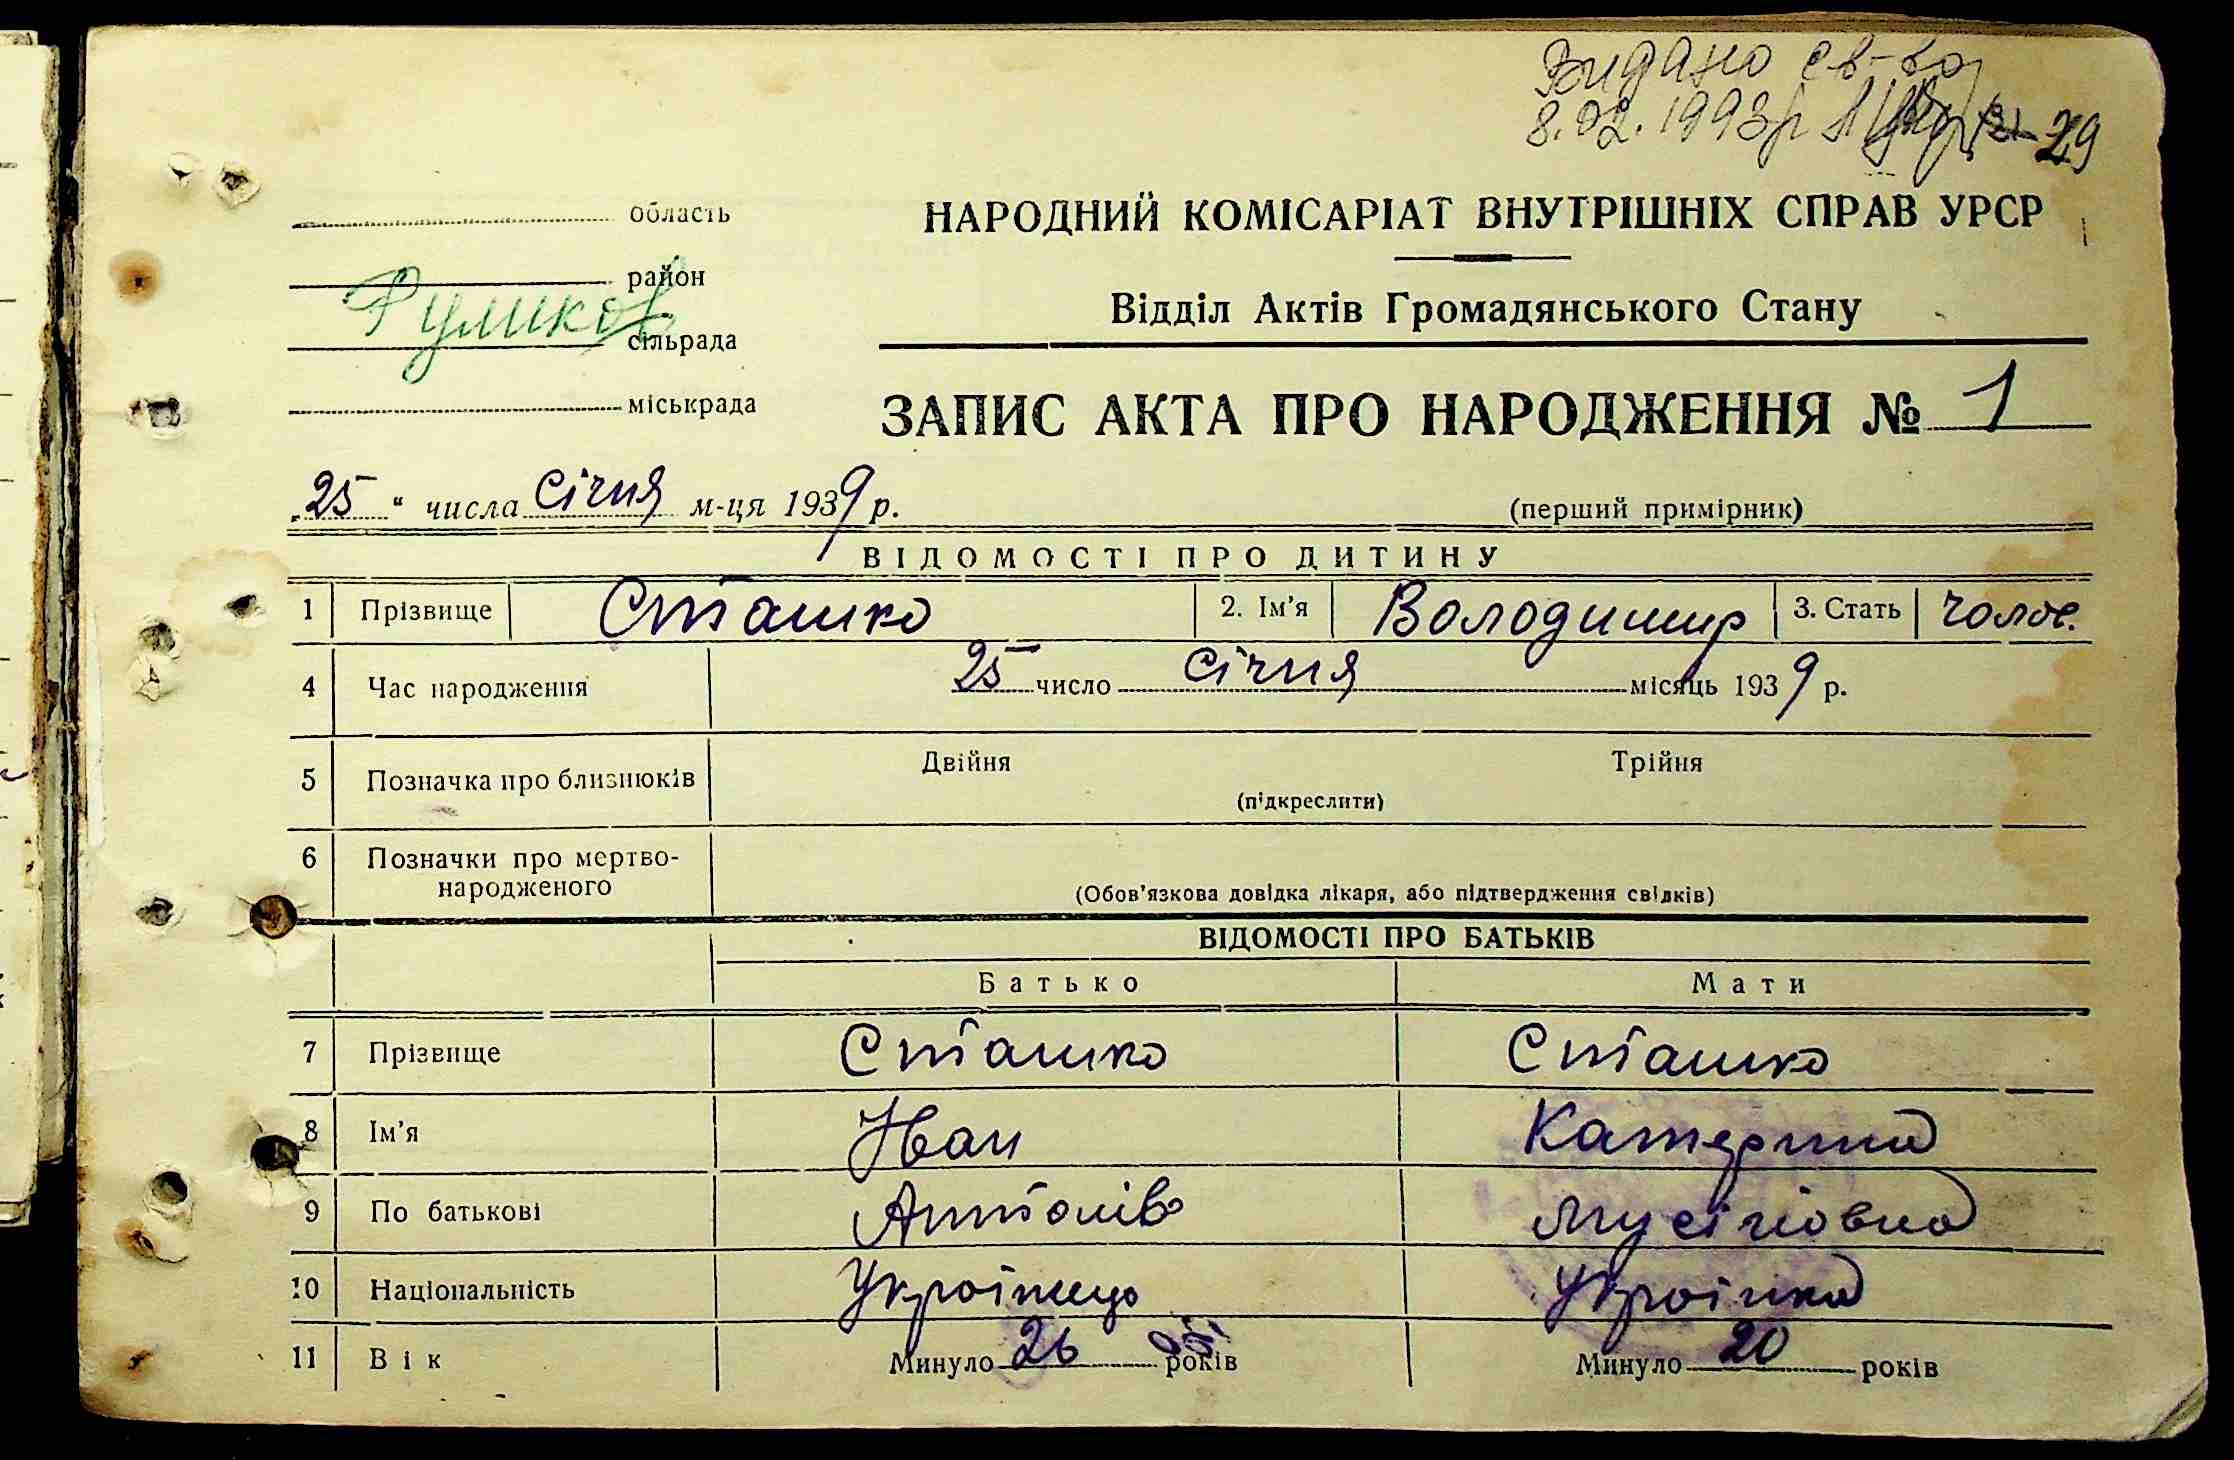 Видано св-во
8.02.1993р
29
область
район
сільрада
міськрада
НАРОДНИЙ КОМІСАРІАТ ВНУТРІШНІХ СПРАВ УРСР
Відділ Актів Громадянського Стану
ЗАПИС АКТА ПРО НАРОДЖЕННЯ № 1
„25“ числа Січня м-ця 1939 р.
(перший примірник)
ВІДОМОСТІ ПРО ДИТИНУ
1 Прізвище Сташко 2. Ім'я Володимир 3. Стать чолов.
4 Час народження 25 число Січня місяць 1939 р.
5 Позначка про близнюків Двійня Трійня
(підкреслити)
6 Позначки про мертво-
народженого
(Обов'язкова довідка лікаря, або підтвердження свідків)
ВІДОМОСТІ ПРО БАТЬКІВ
Батько Мати
7 Прізвище Сташко Сташко
8 Ім'я Іван Катерина
9 По батькові Антонів Мусіївна
10 Національність Українець Українка
11 Вік Минуло 26 років Минуло 20 років